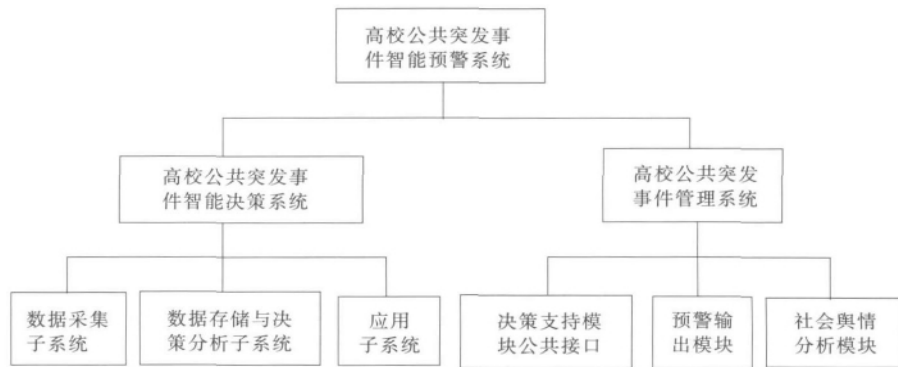 高校公共突发事
件智能预警系统
高校公共突发事
件智能决策系统
高校公共突发
事件管理系统
数据采集
子系统
数据存储与决
策分析子系统
应用
子系统
决策支持模
块公共接口
预警输
出模块
社会舆情
分析模块